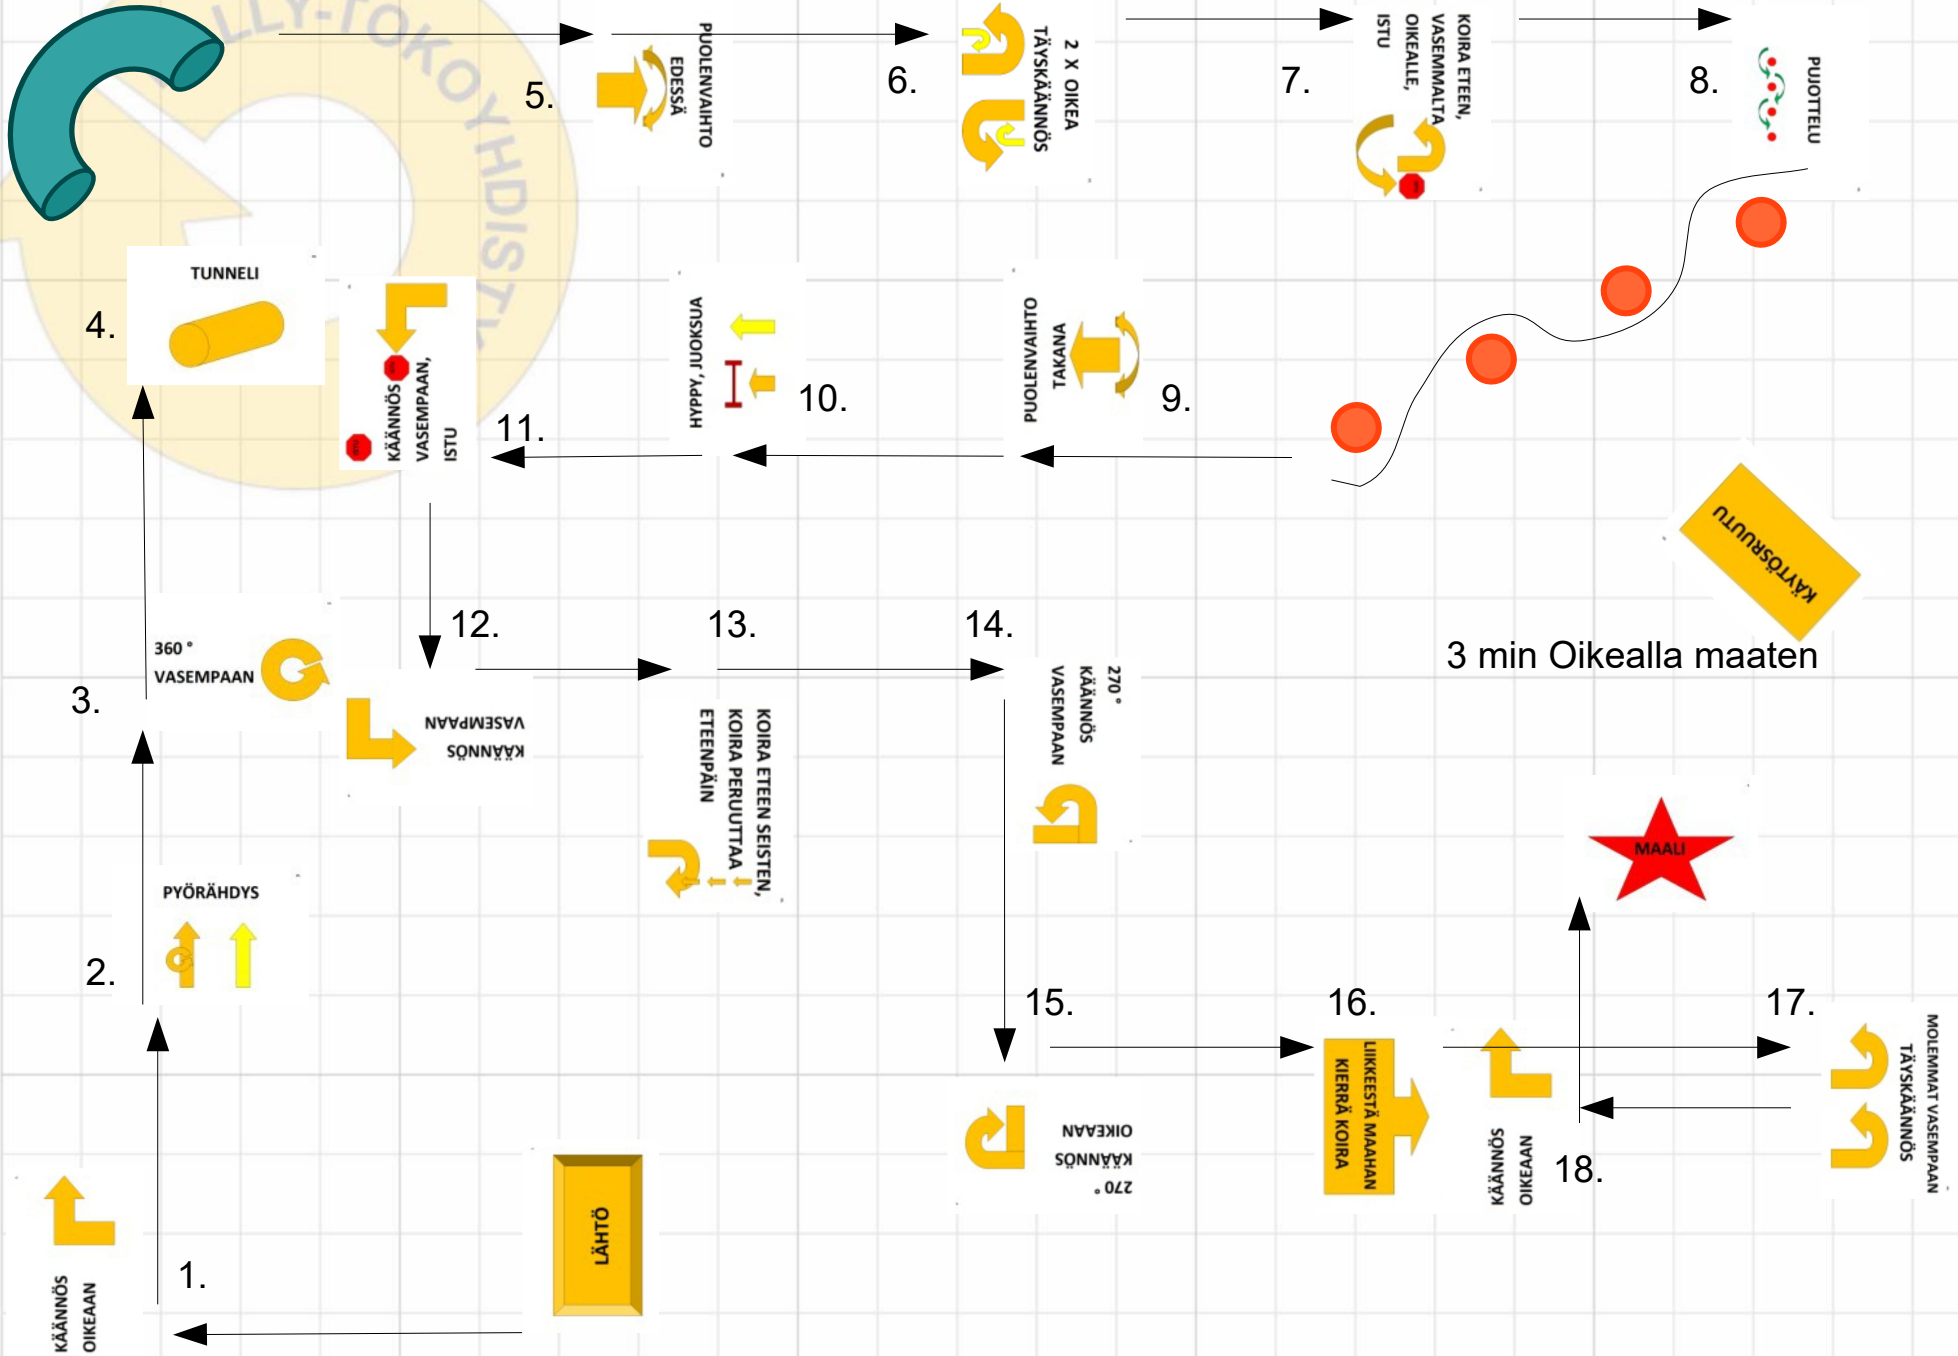 LLY-TOKOYHDISTY
5.
PUOLENVAIHTO
EDESSÄ
6.
2 X OIKEA
TÄYSKÄÄNNÖS
7.
KOIRA ETEEN,
VASEMMALTA
OIKEALLE,
ISTU
8.
PUJOTTELU
4.
TUNNELI
11.
KÄÄNNÖS
VASEMPAAN,
ISTU
10.
HYPPY, JUOKSUA
9.
PUOLENVAIHTO
TAKANA
KÄYTÖSRUUTU
3 min Oikealla maaten
3.
360 °
VASEMPAAN
12.
KÄÄNNÖS
VASEMPAAN
13.
KOIRA ETEEN SEISTEN,
KOIRA PERUUTTAA
ETEENPÄIN
14.
270 °
KÄÄNNÖS
VASEMPAAN
MAALI
2.
PYÖRÄHDYS
15.
270 °
KÄÄNNÖS
OIKEAAN
16.
LIIKKEESTÄ MAAHAN
KIERRÄ KOIRA
17.
MOLEMMAT VASEMPAAN
TÄYSKÄÄNNÖS
18.
KÄÄNNÖS
OIKEAAN
1.
KÄÄNNÖS
OIKEAAN
LÄHTÖ